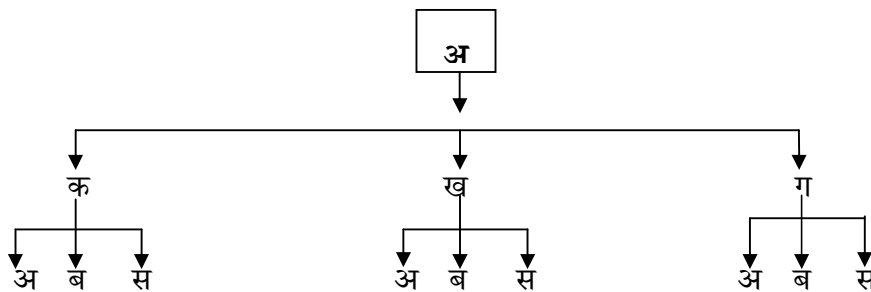 अ
क ख ग
अ ब स अ ब स अ ब स